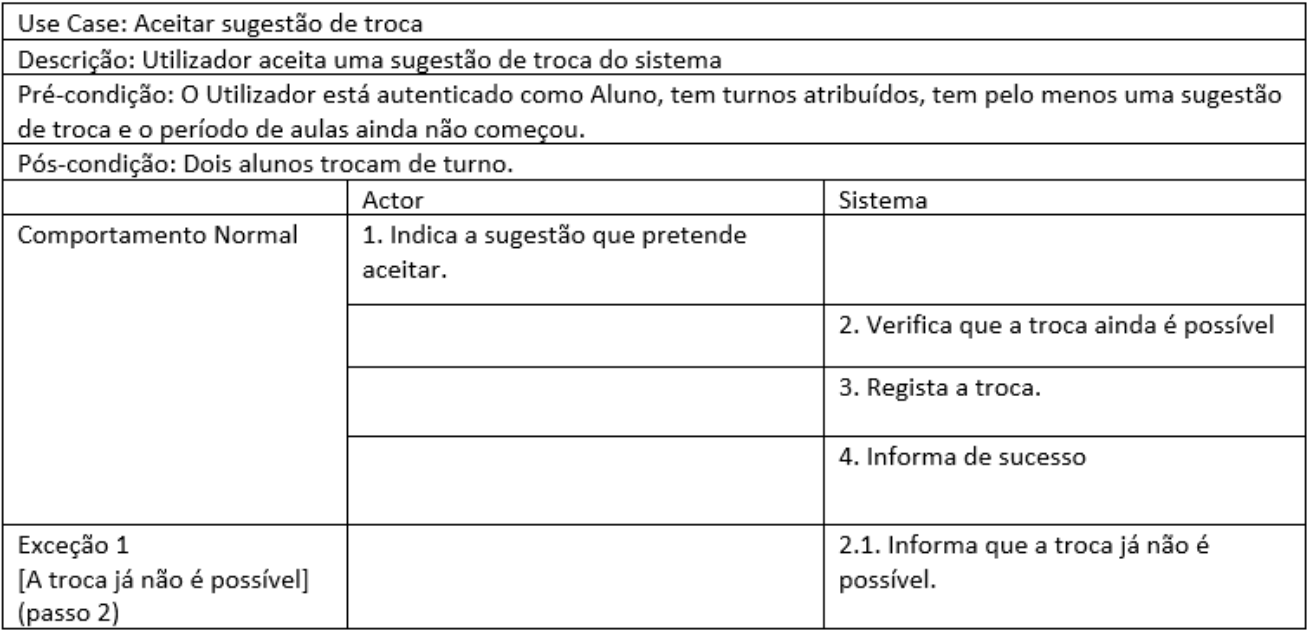 Use Case: Aceitar sugestão de troca
Descrição: Utilizador aceita uma sugestão de troca do sistema
Pré-condição: O Utilizador está autenticado como Aluno, tem turnos atribuídos, tem pelo menos uma sugestão
de troca e o período de aulas ainda não começou.
Pós-condição: Dois alunos trocam de turno.
Actor
Sistema
Comportamento Normal
1. Indica a sugestão que pretende
aceitar.
2. Verifica que a troca ainda é possível
3. Regista a troca.
4. Informa de sucesso
Exceção 1
[A troca já não é possível]
(passo 2)
2.1. Informa que a troca já não é
possível.